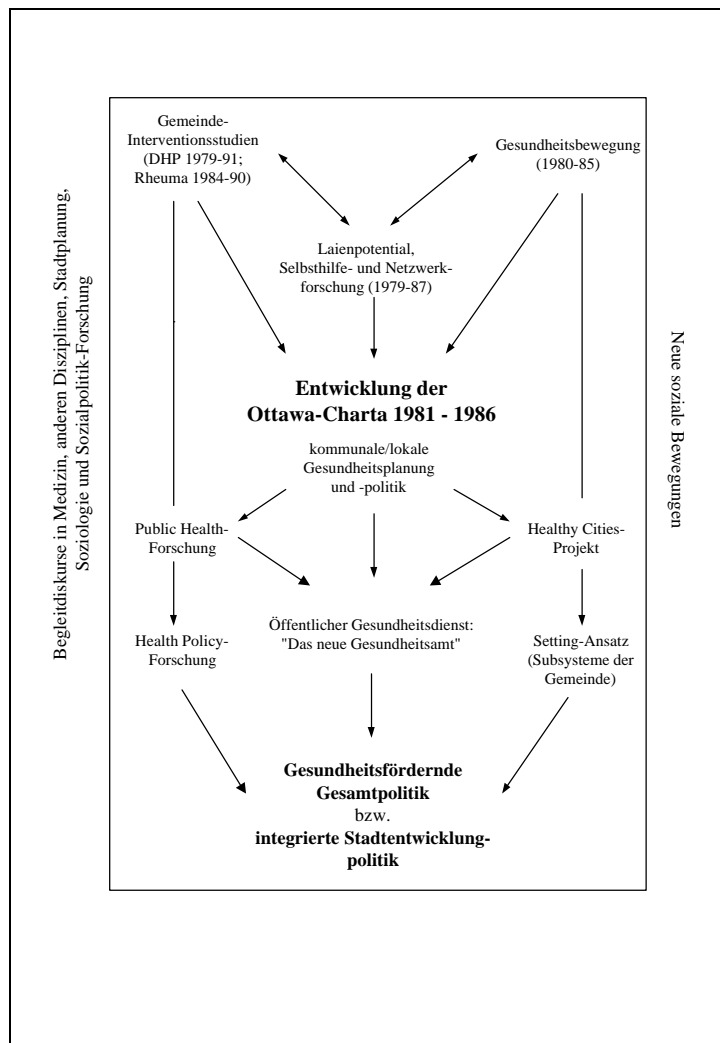 Begleitdiskurse in Medizin, anderen Disziplinen, Stadtplanung,
Soziologie und Sozialpolitik-Forschung
Gemeinde-
Interventionsstudien
(DHP 1979-91;
Rheuma 1984-90)
Gesundheitsbewegung
(1980-85)
Laienpotential,
Selbsthilfe- und Netzwerk-
forschung (1979-87)
Entwicklung der
Ottawa-Charta 1981 - 1986
kommunale/lokale
Gesundheitsplanung
und -politik
Public Health-
Forschung
Healthy Cities-
Projekt
Öffentlicher Gesundheitsdienst:
"Das neue Gesundheitsamt"
Health Policy-
Forschung
Setting-Ansatz
(Subsysteme der
Gemeinde)
Gesundheitsfördernde
Gesamtpolitik
bzw.
integrierte Stadtentwicklung-
politik
Neue soziale Bewegungen